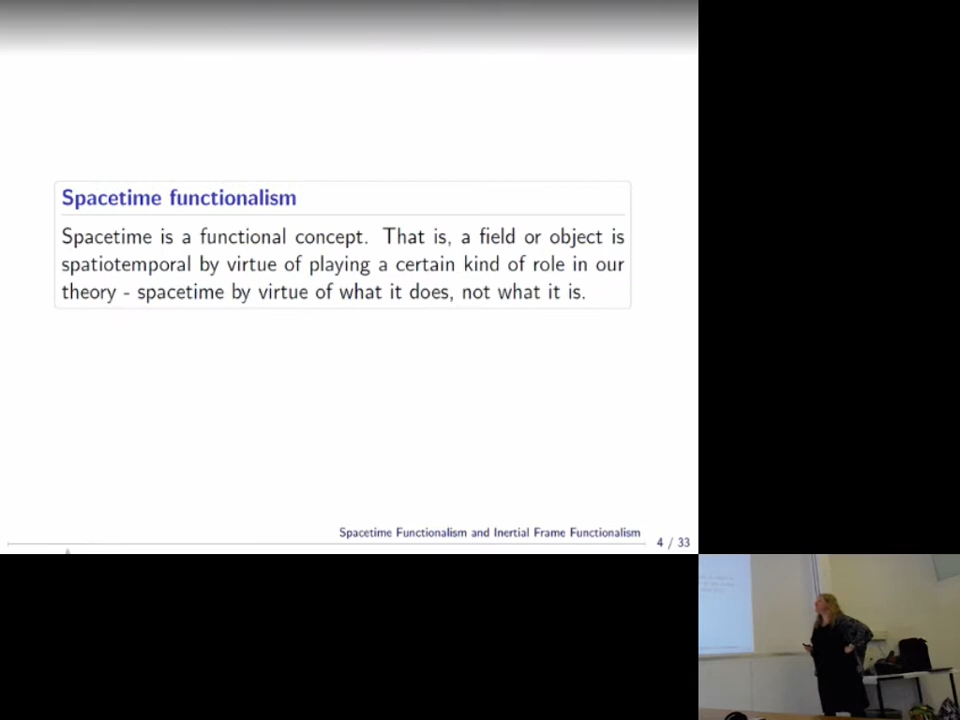 Spacetime functionalism
Spacetime is a functional concept. That is, a field or object is
spatiotemporal by virtue of playing a certain kind of role in our
theory - spacetime by virtue of what it does, not what it is.
Spacetime Functionalism and Inertial Frame Functionalism
4 / 33